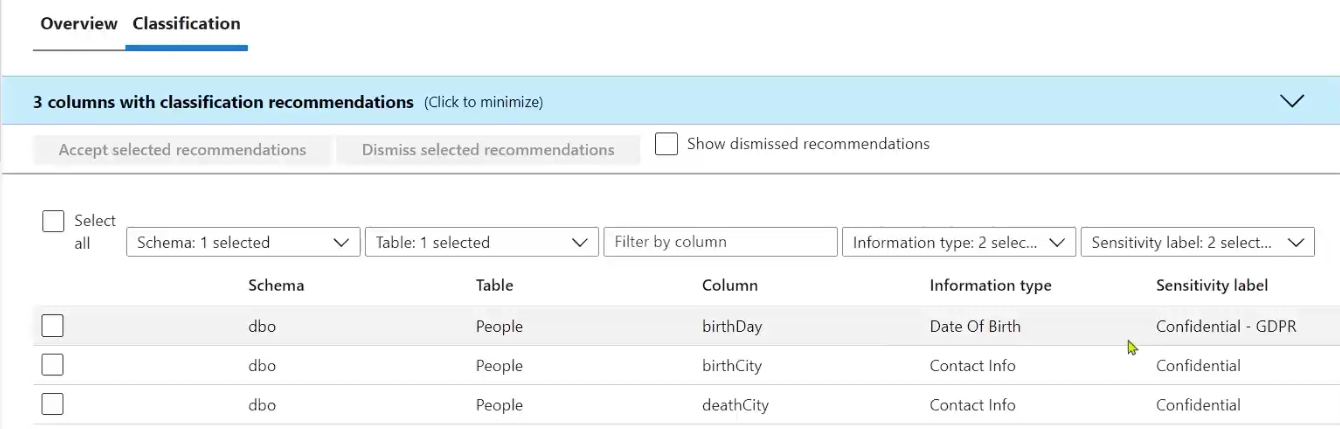 Overview Classification
3 columns with classification recommendations (Click to minimize)
Accept selected recommendations Dismiss selected recommendations Show dismissed recommendations
Select all Schema: 1 selected Table: 1 selected Filter by column Information type: 2 selec... Sensitivity label: 2 select...
Schema Table Column Information type Sensitivity label
dbo People birthDay Date Of Birth Confidential - GDPR
dbo People birthCity Contact Info Confidential
dbo People deathCity Contact Info Confidential